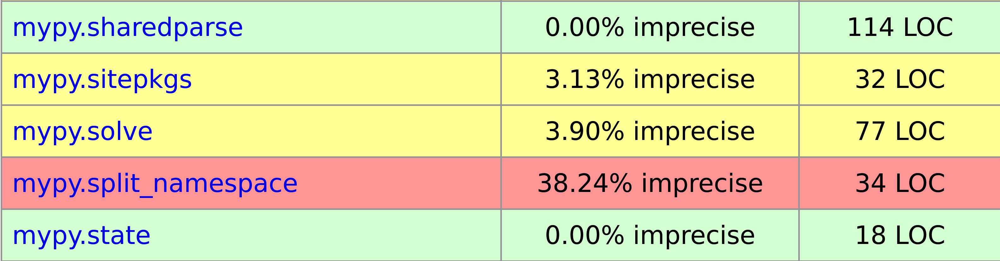 mypy.sharedparse 0.00% imprecise 114 LOC
mypy.sitepkgs 3.13% imprecise 32 LOC
mypy.solve 3.90% imprecise 77 LOC
mypy.split_namespace 38.24% imprecise 34 LOC
mypy.state 0.00% imprecise 18 LOC